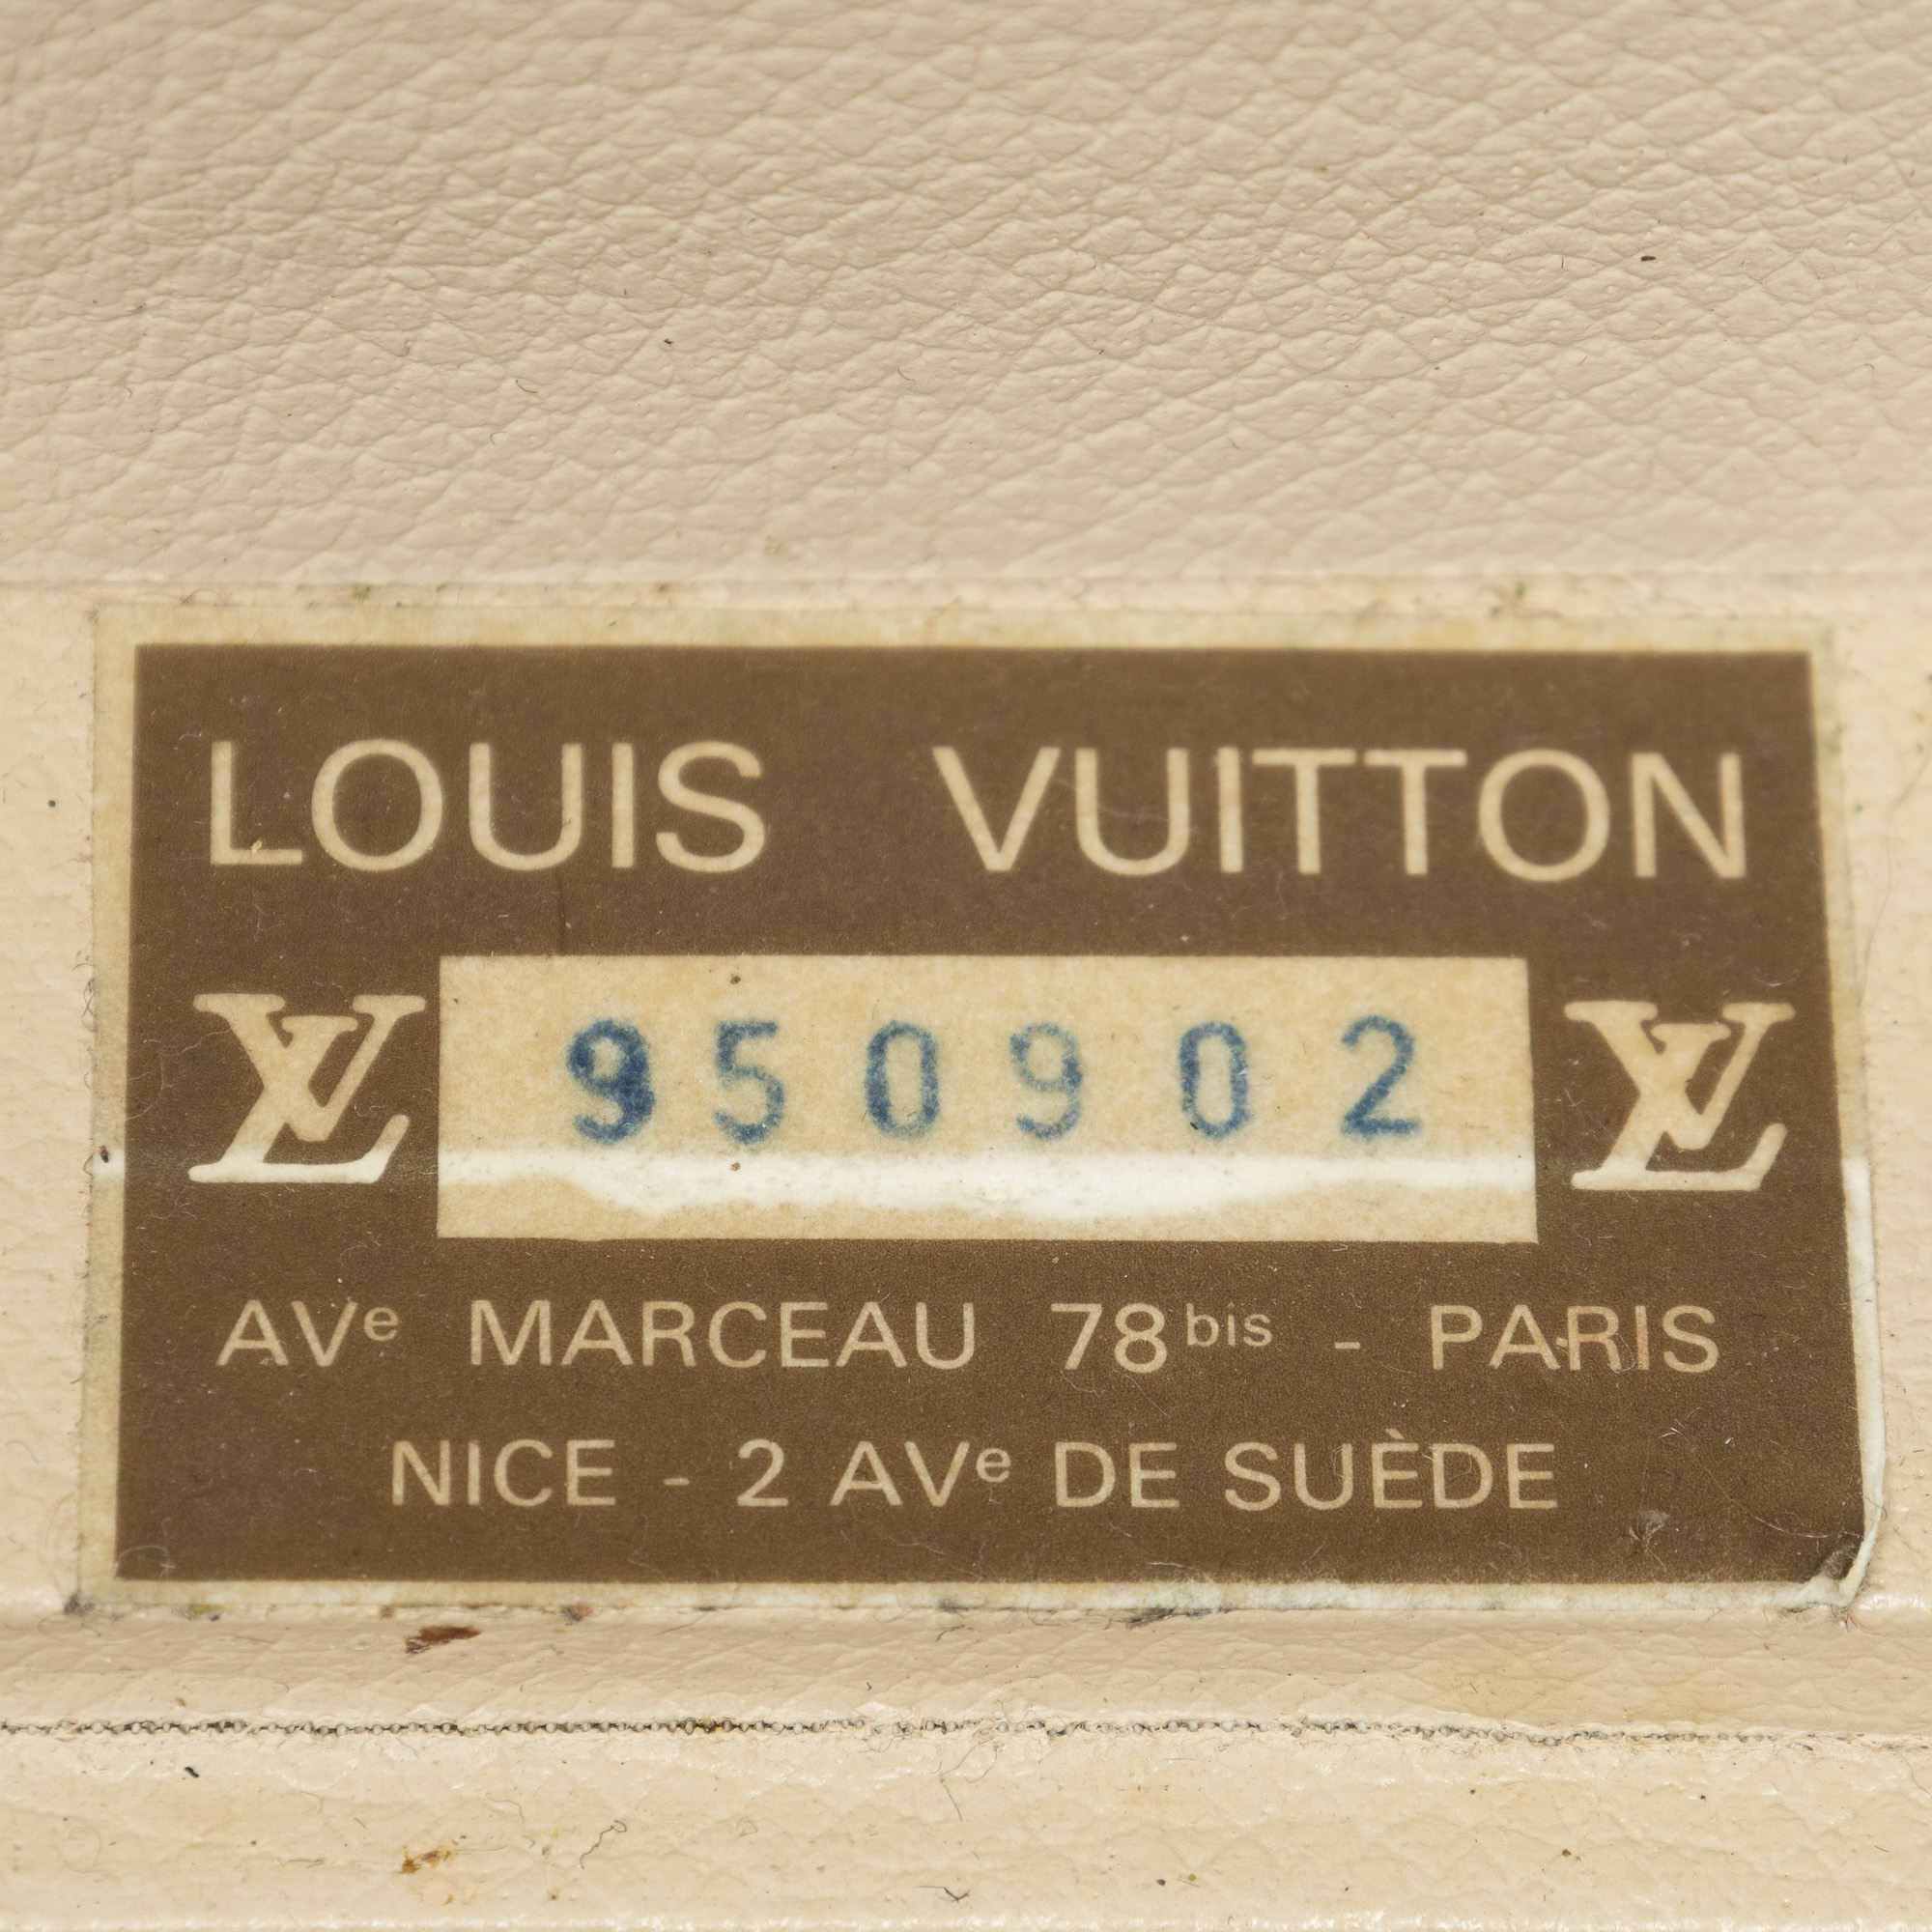 LOUIS VUITTON
LV 950902 LV
AVe MARCEAU 78bis - PARIS
NICE - 2 AVe DE SUÈDE